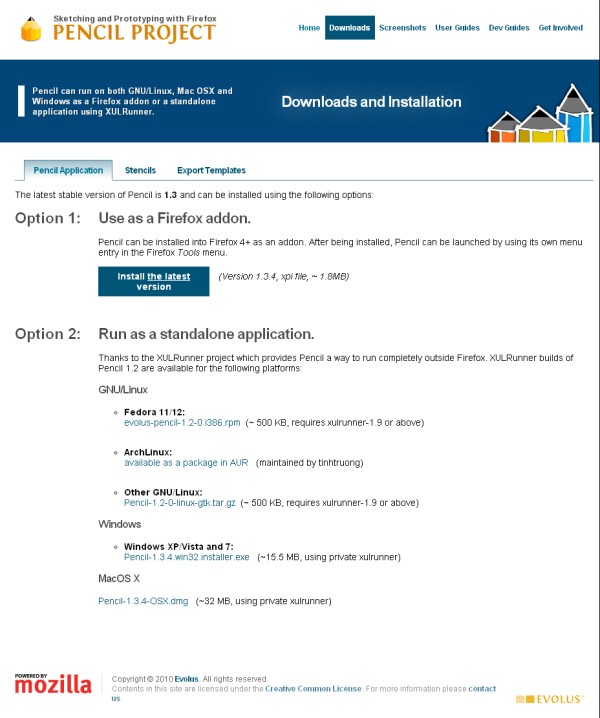 Sketching and Prototyping with Firefox
PENCIL PROJECT
Home Downloads Screenshots User Guides Dev Guides Get Involved
Pencil can run on both GNU/Linux, Mac OSX and
Windows as a Firefox addon or a standalone
application using XULRunner.
Downloads and Installation
Pencil Application Stencils Export Templates
The latest stable version of Pencil is 1.3 and can be installed using the following options:
Option 1: Use as a Firefox addon.
Pencil can be installed into Firefox 4+ as an addon. After being installed, Pencil can be launched by using its own menu
entry in the Firefox Tools menu.
Install the latest
version
(Version 1.3.4, xpi file, ~ 1.8MB)
Option 2: Run as a standalone application.
Thanks to the XULRunner project which provides Pencil a way to run completely outside Firefox. XULRunner builds of
Pencil 1.2 are available for the following platforms:
GNU/Linux
Fedora 11/12:
evolus-pencil-1.2-0.i386.rpm (~ 500 KB, requires xulrunner-1.9 or above)
ArchLinux:
available as a package in AUR (maintained by tinhtruong)
Other GNU/Linux:
Pencil-1.2-0-linux-gtk.tar.gz (~ 500 KB, requires xulrunner-1.9 or above)
Windows
Windows XP/Vista and 7:
Pencil-1.3.4.win32.installer.exe (~15.5 MB, using private xulrunner)
MacOS X
Pencil-1.3.4-OSX.dmg (~32 MB, using private xulrunner)
POWERED BY
mozilla
Copyright © 2010 Evolus. All rights reserved.
Contents in this site are licensed under the Creative Common License. For more information please contact
us
EVOLUS™